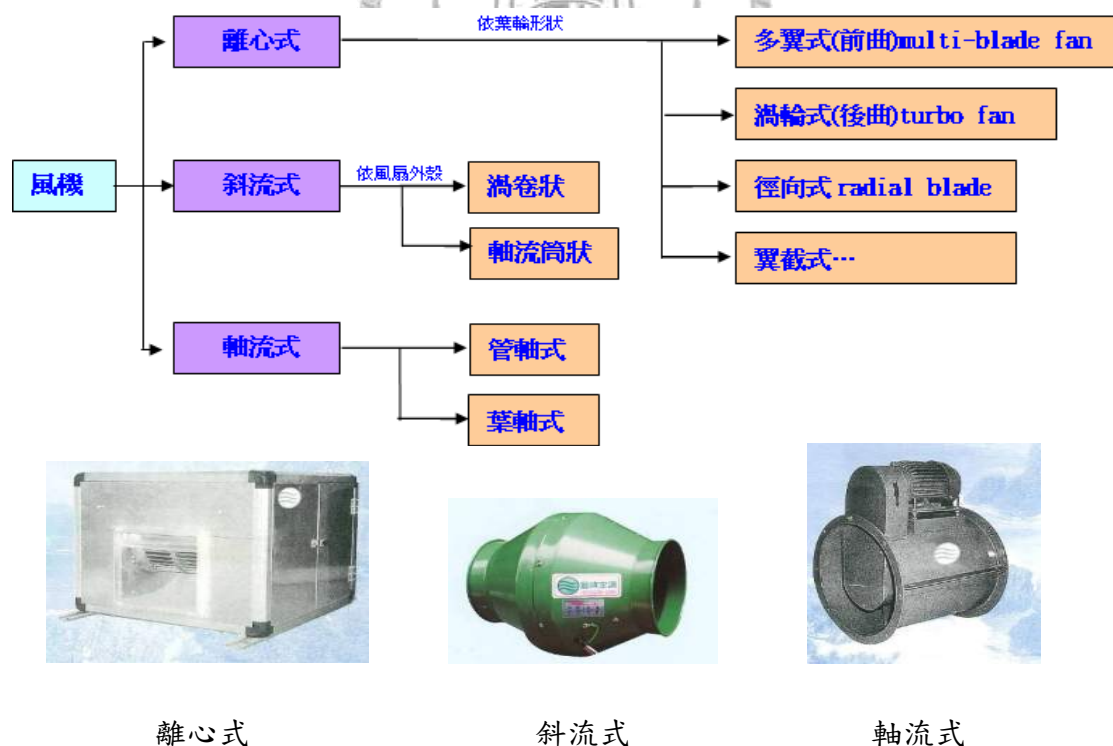 離心式
依葉輪形狀
多翼式(前曲)multi-blade fan
渦輪式(後曲)turbo fan
風機
斜流式
依風扇外殼
渦卷狀
徑向式 radial blade
軸流筒狀
翼截式…
軸流式
管軸式
葉軸式
離心式
斜流式
軸流式